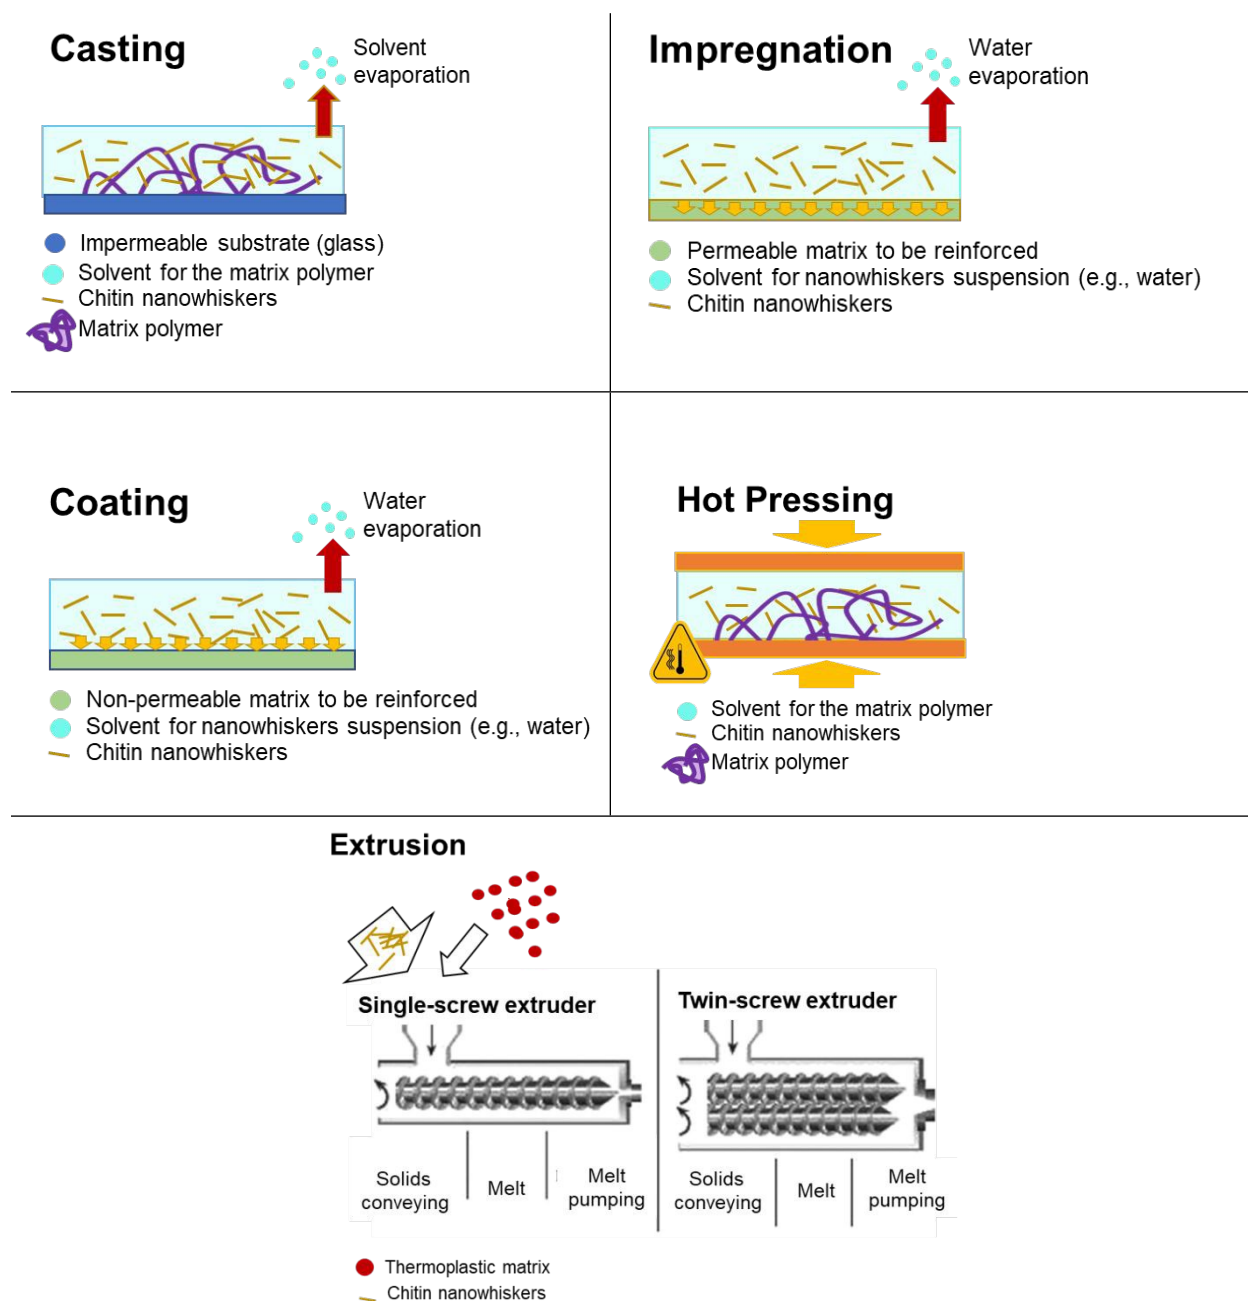 Casting
Solvent
evaporation
Impermeable substrate (glass)
Solvent for the matrix polymer
Chitin nanowhiskers
Matrix polymer
Impregnation
Water
evaporation
Permeable matrix to be reinforced
Solvent for nanowhiskers suspension (e.g., water)
Chitin nanowhiskers
Coating
Water
evaporation
Non-permeable matrix to be reinforced
Solvent for nanowhiskers suspension (e.g., water)
Chitin nanowhiskers
Hot Pressing
Solvent for the matrix polymer
Chitin nanowhiskers
Matrix polymer
Extrusion
Single-screw extruder
Solids
conveying
Melt
Melt
pumping
Twin-screw extruder
Solids
conveying
Melt
Melt
pumping
Thermoplastic matrix
Chitin nanowhiskers